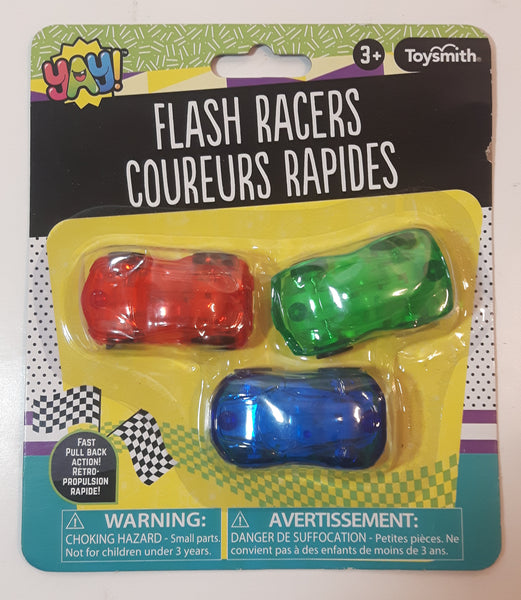 YAY!
3+
Toysmith
FLASH RACERS
COUREURS RAPIDES
FAST
PULL BACK
ACTION!
RÉTRO-
PROPULSION
RAPIDE!
WARNING:
CHOKING HAZARD - Small parts.
Not for children under 3 years.
AVERTISSEMENT:
DANGER DE SUFFOCATION - Petites pièces. Ne
convient pas à des enfants de moins de 3 ans.